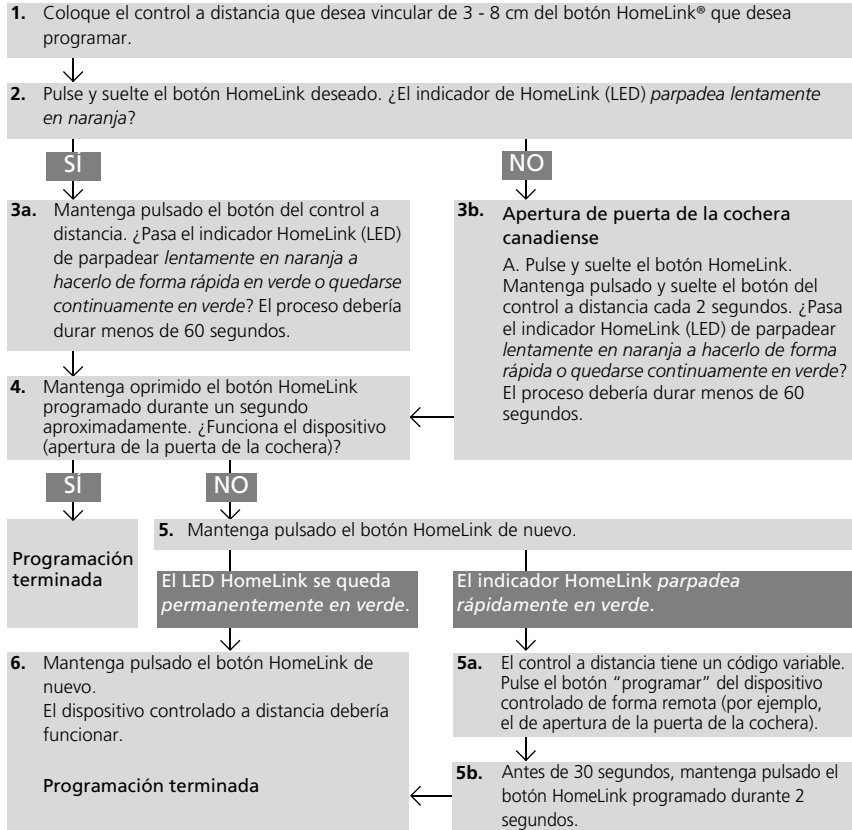 1. Coloque el control a distancia que desea vincular de 3 - 8 cm del botón HomeLink® que desea
programar.
2. Pulse y suelte el botón HomeLink deseado. ¿El indicador de HomeLink (LED) parpadea lentamente
en naranja?
SÍ
NO
3a. Mantenga pulsado el botón del control a
distancia. ¿Pasa el indicador HomeLink (LED)
de parpadear lentamente en naranja a
hacerlo de forma rápida en verde o quedarse
continuamente en verde? El proceso debería
durar menos de 60 segundos.
3b. Apertura de puerta de la cochera
canadiense
A. Pulse y suelte el botón HomeLink.
Mantenga pulsado y suelte el botón del
control a distancia cada 2 segundos. ¿Pasa
el indicador HomeLink (LED) de parpadear
lentamente en naranja a hacerlo de forma
rápida o quedarse continuamente en verde?
El proceso debería durar menos de 60
segundos.
4. Mantenga oprimido el botón HomeLink
programado durante un segundo
aproximadamente. ¿Funciona el dispositivo
(apertura de la puerta de la cochera)?
SÍ
NO
Programación
terminada
5. Mantenga pulsado el botón HomeLink de nuevo.
El LED HomeLink se queda
permanentemente en verde.
El indicador HomeLink parpadea
rápidamente en verde.
5a. El control a distancia tiene un código variable.
Pulse el botón “programar” del dispositivo
controlado de forma remota (por ejemplo,
el de apertura de la puerta de la cochera).
5b. Antes de 30 segundos, mantenga pulsado el
botón HomeLink programado durante 2
segundos.
6. Mantenga pulsado el botón HomeLink de
nuevo.
El dispositivo controlado a distancia debería
funcionar.
Programación terminada